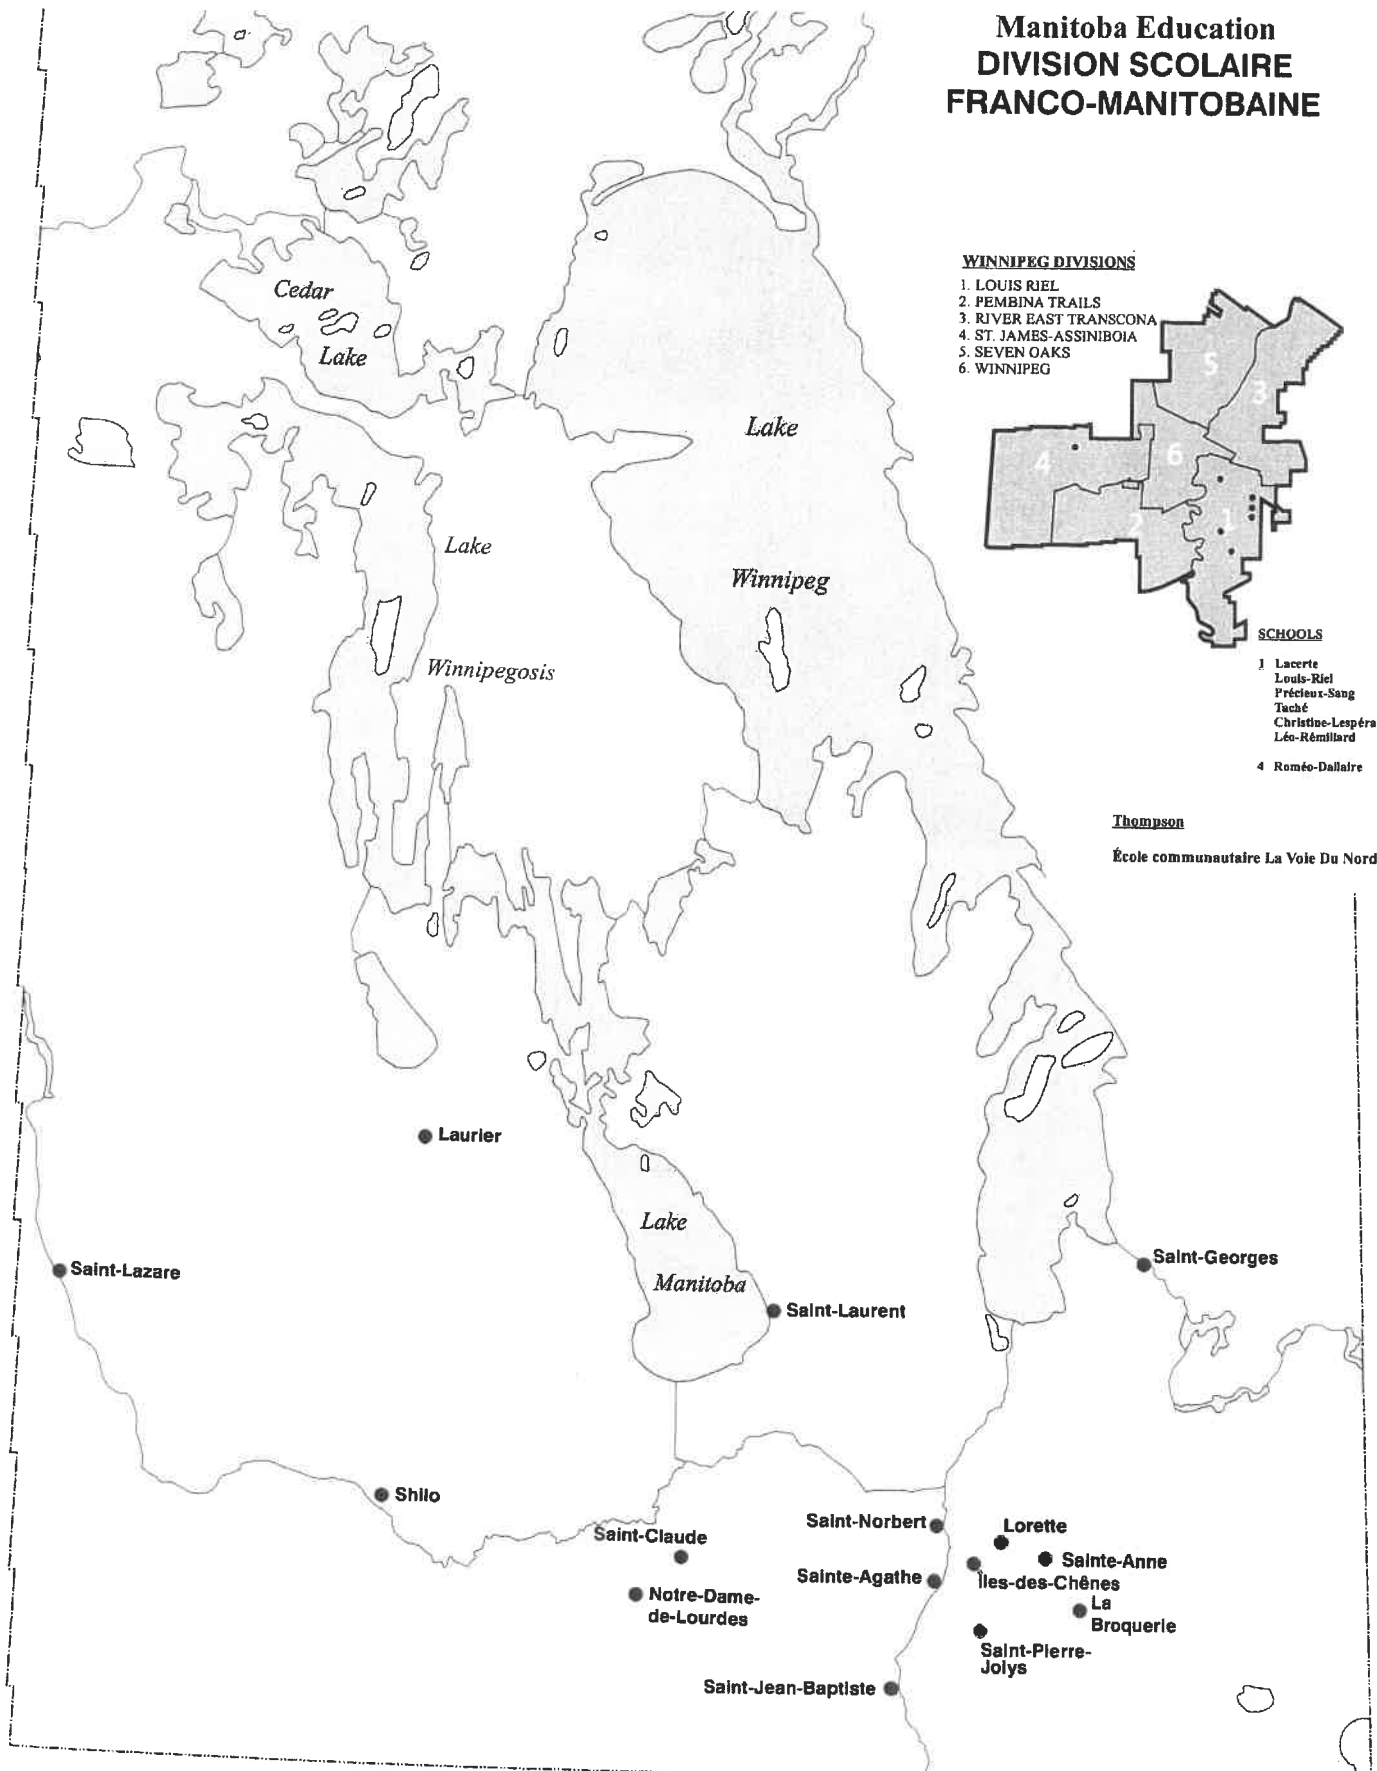 Manitoba Education
DIVISION SCOLAIRE
FRANCO-MANITOBAINE
WINNIPEG DIVISIONS
1. LOUIS RIEL
2. PEMBINA TRAILS
3. RIVER EAST TRANSCONA
4. ST. JAMES-ASSINIBOIA
5. SEVEN OAKS
6. WINNIPEG
5
3
4
6
2
1
Cedar
Lake
Lake
Winnipeg
Lake
Winnipegosis
SCHOOLS
1 Lacerte
Louis-Riel
Précieux-Sang
Taché
Christine-Lespéra
Léo-Rémillard
4 Roméo-Dallaire
Thompson
École communautaire La Voie Du Nord
Laurier
Lake
Manitoba
Saint-Georges
Saint-Lazare
Saint-Laurent
Shilo
Saint-Claude
Saint-Norbert
Lorette
Sainte-Anne
Sainte-Agathe
Îles-des-Chênes
Notre-Dame-
de-Lourdes
La
Broquerie
Saint-Pierre-
Jolys
Saint-Jean-Baptiste